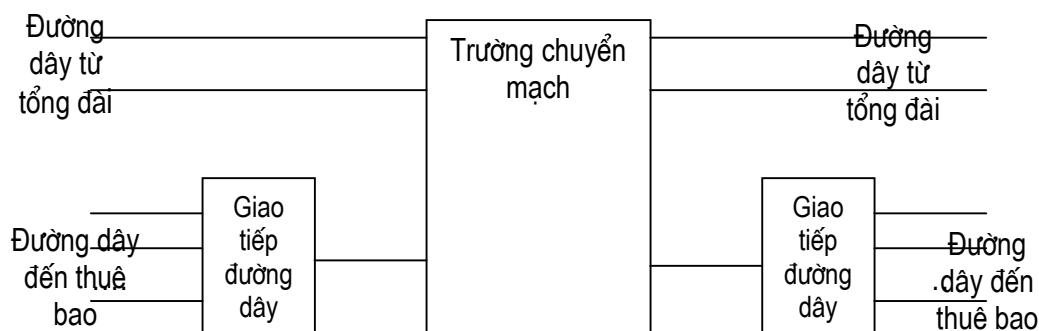 Đường
dây từ
tổng đài
Trường chuyển
mạch
Đường
dây từ
tổng đài
Đường dây
đến thuê
....
bao
Giao
tiếp
đường
dây
Giao
tiếp
đường
dây
Đường
..dây đến
thuê bao